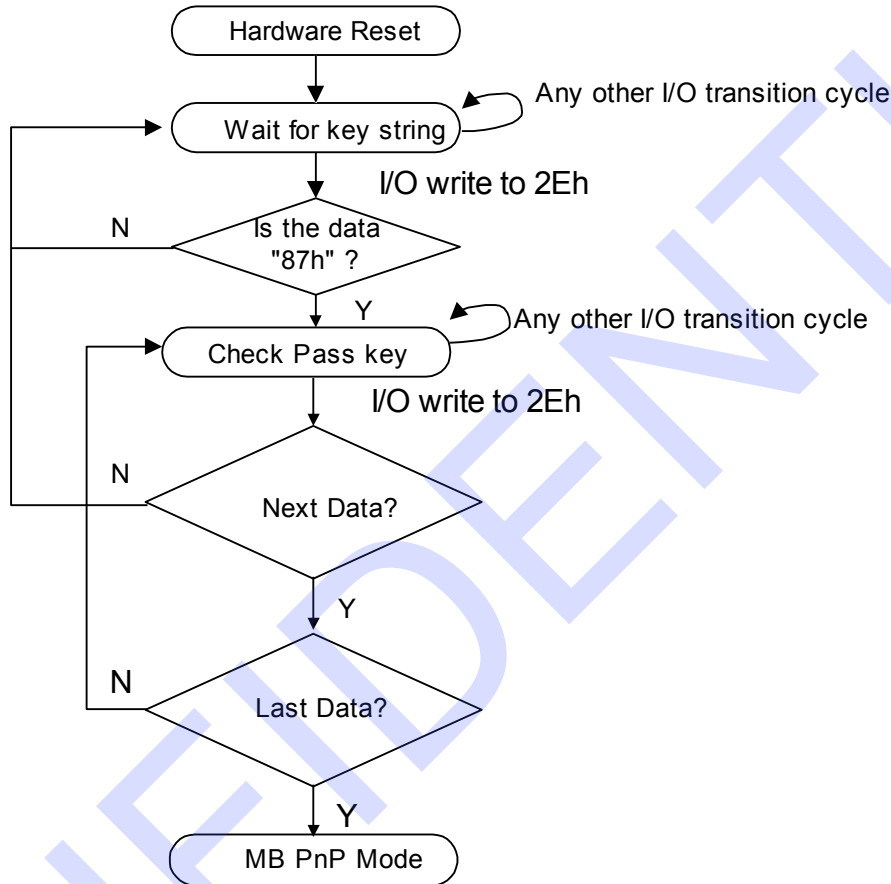 Hardware Reset
Any other I/O transition cycle
Wait for key string
I/O write to 2Eh
N
Is the data
"87h" ?
Y
Any other I/O transition cycle
Check Pass key
I/O write to 2Eh
N
Next Data?
Y
N
Last Data?
Y
MB PnP Mode
FIDENTI